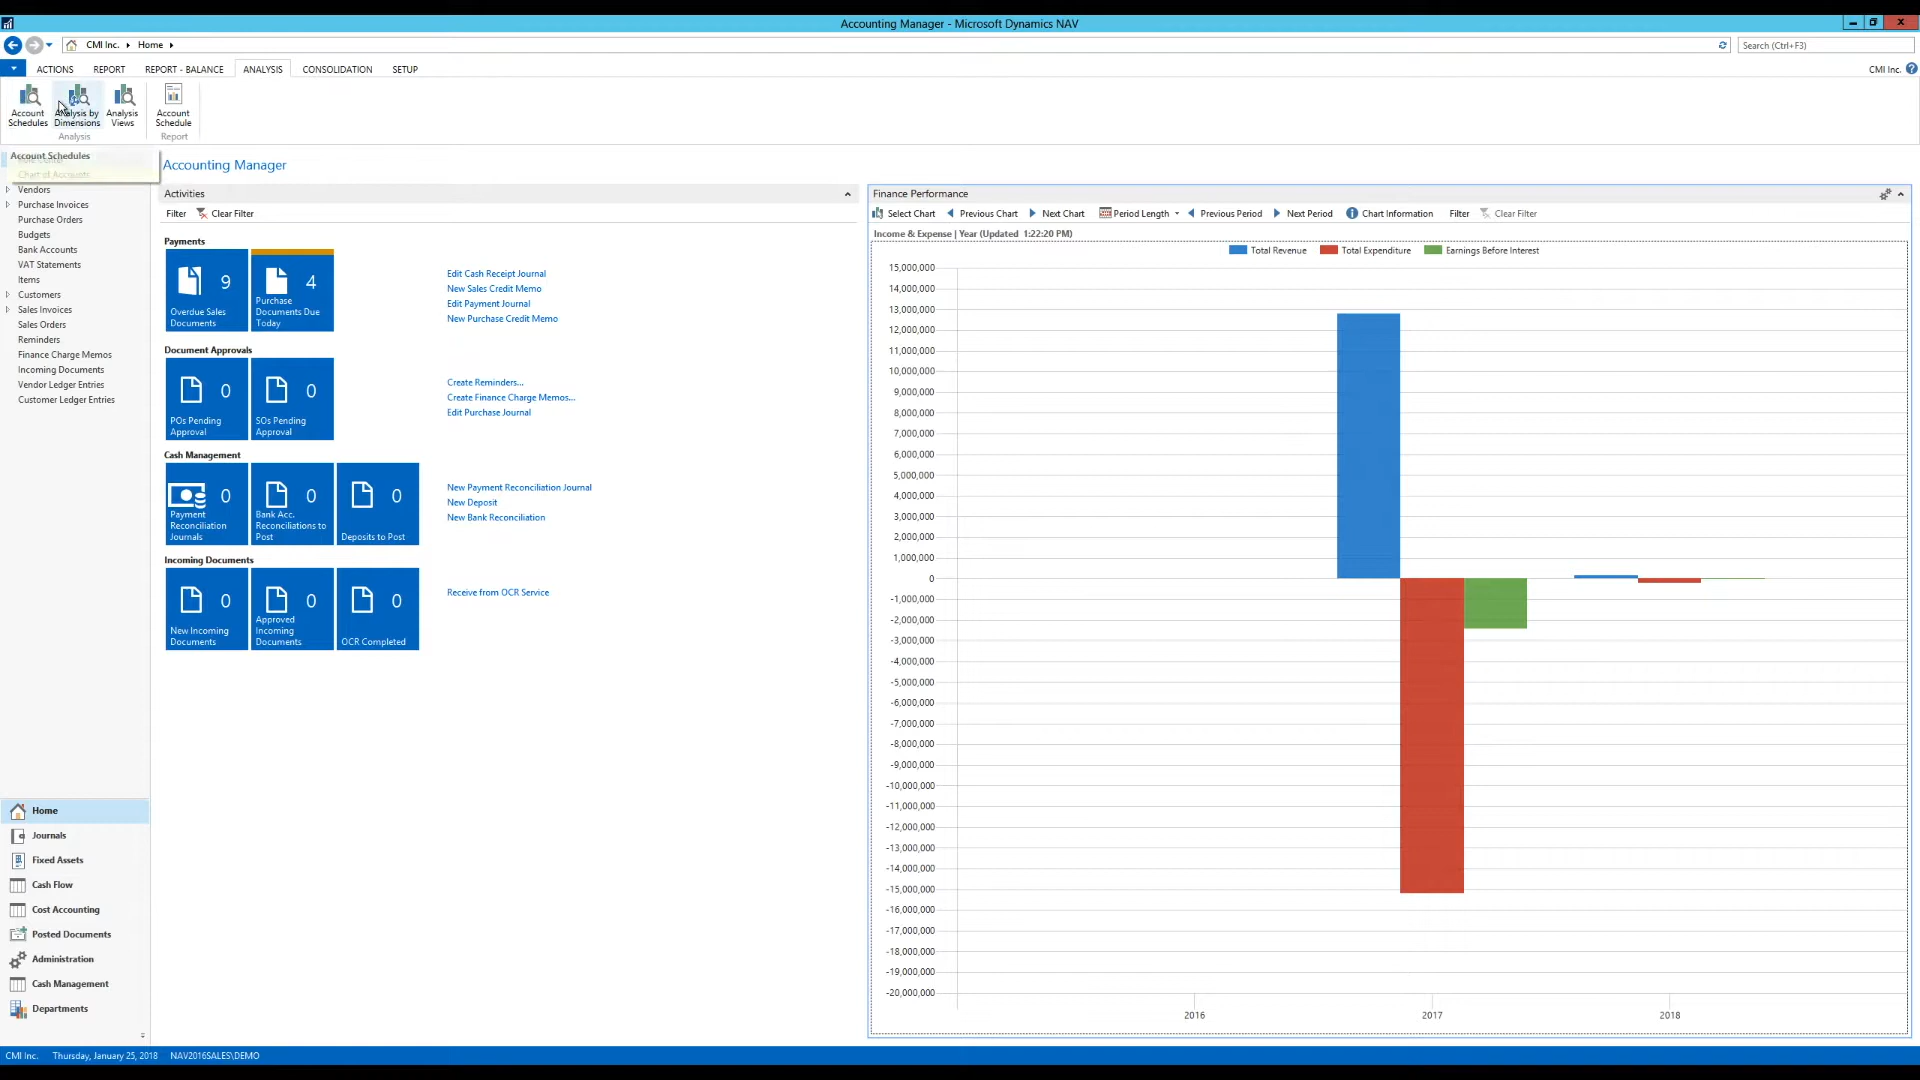 Accounting Manager - Microsoft Dynamics NAV
CMI Inc. Home Search (Ctrl+F3)
ACTIONS REPORT REPORT - BALANCE ANALYSIS CONSOLIDATION SETUP CMI Inc.
Account Schedules
Analysis by Dimensions
Analysis Views
Account Schedule
Analysis Report
Account Schedules
Chart of Accounts
Vendors
Purchase Invoices
Purchase Orders
Budgets
Bank Accounts
VAT Statements
Items
Customers
Sales Invoices
Sales Orders
Reminders
Finance Charge Memos
Incoming Documents
Vendor Ledger Entries
Customer Ledger Entries
Home
Journals
Fixed Assets
Cash Flow
Cost Accounting
Posted Documents
Administration
Cash Management
Departments
Accounting Manager
Activities
Filter Clear Filter
Payments
9
Overdue Sales
Documents
4
Purchase
Documents Due
Today
Edit Cash Receipt Journal
New Sales Credit Memo
Edit Payment Journal
New Purchase Credit Memo
Document Approvals
0
POs Pending
Approval
0
SOs Pending
Approval
Create Reminders...
Create Finance Charge Memos...
Edit Purchase Journal
Cash Management
0
Payment
Reconciliation
Journals
0
Bank Acc.
Reconciliations to
Post
0
Deposits to Post
New Payment Reconciliation Journal
New Deposit
New Bank Reconciliation
Incoming Documents
0
New Incoming
Documents
0
Approved
Incoming
Documents
0
OCR Completed
Receive from OCR Service
Finance Performance
Select Chart Previous Chart Next Chart Period Length Previous Period Next Period Chart Information Filter Clear Filter
Income & Expense | Year (Updated 1:22:20 PM)
Total Revenue Total Expenditure Earnings Before Interest
15,000,000
14,000,000
13,000,000
12,000,000
11,000,000
10,000,000
9,000,000
8,000,000
7,000,000
6,000,000
5,000,000
4,000,000
3,000,000
2,000,000
1,000,000
0
-1,000,000
-2,000,000
-3,000,000
-4,000,000
-5,000,000
-6,000,000
-7,000,000
-8,000,000
-9,000,000
-10,000,000
-11,000,000
-12,000,000
-13,000,000
-14,000,000
-15,000,000
-16,000,000
-17,000,000
-18,000,000
-19,000,000
-20,000,000
2016 2017 2018
CMI Inc. Thursday, January 25, 2018 NAV2016SALES\DEMO